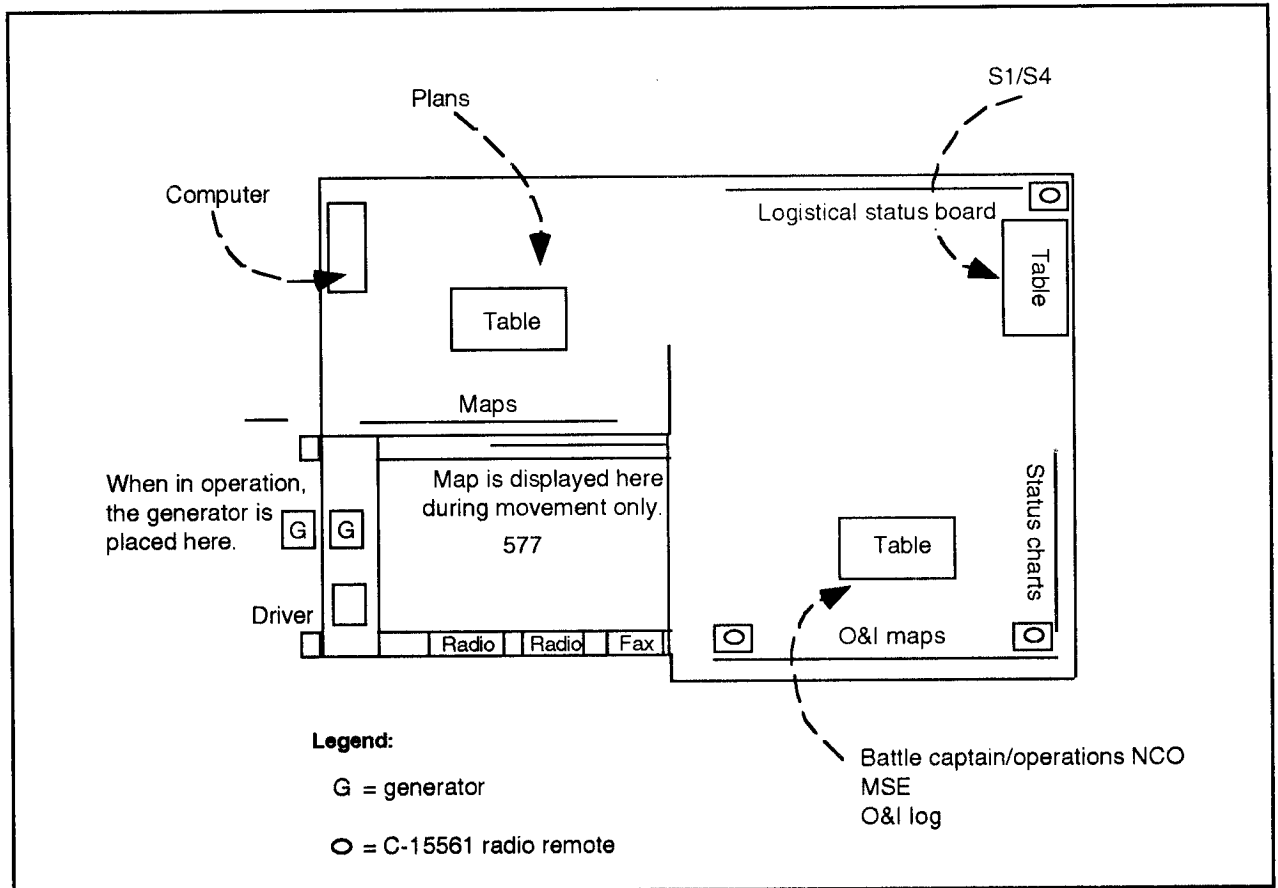 S1/S4
Plans
Computer
Logistical status board
Table
Table
Maps
When in operation,
the generator is
placed here.
G
G
Map is displayed here
during movement only.
577
Status charts
Table
Driver
Radio
Radio
Fax
O&I maps
Battle captain/operations NCO
MSE
O&I log
Legend:
G = generator
O = C-15561 radio remote